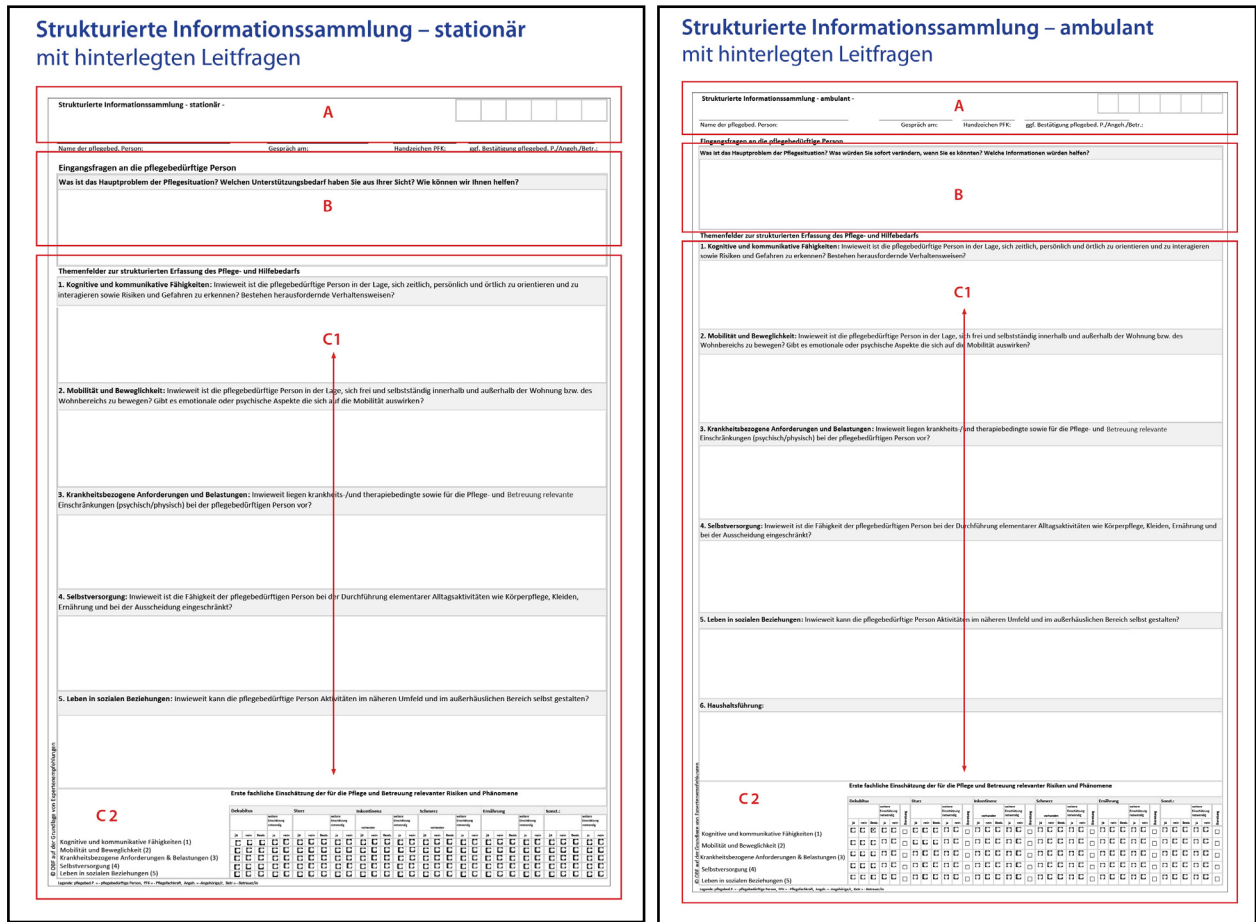 Strukturierte Informationssammlung – stationär
mit hinterlegten Leitfragen
Strukturierte Informationssammlung - stationär -
A
Name der pflegebed. Person:
Gespräch am:
Handzeichen PFK:
ggf. Bestätigung pflegebed. P./Angeh./Betr.:
Eingangsfragen an die pflegebedürftige Person
Was ist das Hauptproblem der Pflegesituation? Welchen Unterstützungsbedarf haben Sie aus Ihrer Sicht? Wie können wir Ihnen helfen?
B
Themenfelder zur strukturierten Erfassung des Pflege- und Hilfebedarfs
1. Kognitive und kommunikative Fähigkeiten: Inwieweit ist die pflegebedürftige Person in der Lage, sich zeitlich, persönlich und örtlich zu orientieren und zu
interagieren sowie Risiken und Gefahren zu erkennen? Bestehen herausfordernde Verhaltensweisen?
C1
2. Mobilität und Beweglichkeit: Inwieweit ist die pflegebedürftige Person in der Lage, sich frei und selbstständig innerhalb und außerhalb der Wohnung bzw. des
Wohnbereichs zu bewegen? Gibt es emotionale oder psychische Aspekte die sich auf die Mobilität auswirken?
3. Krankheitsbezogene Anforderungen und Belastungen: Inwieweit liegen krankheits-/und therapiebedingte sowie für die Pflege- und Betreuung relevante
Einschränkungen (psychisch/physisch) bei der pflegebedürftigen Person vor?
4. Selbstversorgung: Inwieweit ist die Fähigkeit der pflegebedürftigen Person bei der Durchführung elementarer Alltagsaktivitäten wie Körperpflege, Kleiden,
Ernährung und bei der Ausscheidung eingeschränkt?
5. Leben in sozialen Beziehungen: Inwieweit kann die pflegebedürftige Person Aktivitäten im näheren Umfeld und im außerhäuslichen Bereich selbst gestalten?
Erste fachliche Einschätzung der für die Pflege und Betreuung relevanter Risiken und Phänomene
C 2
Dekubitus Sturz Inkontinenz Schmerz Ernährung Sonst.:
Kognitive und kommunikative Fähigkeiten (1)
Mobilität und Beweglichkeit (2)
Krankheitsbezogene Anforderungen & Belastungen (3)
Selbstversorgung (4)
Leben in sozialen Beziehungen (5)
Strukturierte Informationssammlung – ambulant
mit hinterlegten Leitfragen
Strukturierte Informationssammlung - ambulant -
A
Name der pflegebed. Person:
Gespräch am:
Handzeichen PFK:
ggf. Bestätigung pflegebed. P./Angeh./Betr.:
Eingangsfragen an die pflegebedürftige Person
Was ist das Hauptproblem der Pflegesituation? Was würden Sie sofort verändern, wenn Sie es könnten? Welche Informationen würden helfen?
B
Themenfelder zur strukturierten Erfassung des Pflege- und Hilfebedarfs
1. Kognitive und kommunikative Fähigkeiten: Inwieweit ist die pflegebedürftige Person in der Lage, sich zeitlich, persönlich und örtlich zu orientieren und zu interagieren
sowie Risiken und Gefahren zu erkennen? Bestehen herausfordernde Verhaltensweisen?
C1
2. Mobilität und Beweglichkeit: Inwieweit ist die pflegebedürftige Person in der Lage, sich frei und selbstständig innerhalb und außerhalb der Wohnung bzw. des
Wohnbereichs zu bewegen? Gibt es emotionale oder psychische Aspekte die sich auf die Mobilität auswirken?
3. Krankheitsbezogene Anforderungen und Belastungen: Inwieweit liegen krankheits-/und therapiebedingte sowie für die Pflege- und Betreuung relevante
Einschränkungen (psychisch/physisch) bei der pflegebedürftigen Person vor?
4. Selbstversorgung: Inwieweit ist die Fähigkeit der pflegebedürftigen Person bei der Durchführung elementarer Alltagsaktivitäten wie Körperpflege, Kleiden, Ernährung und
bei der Ausscheidung eingeschränkt?
5. Leben in sozialen Beziehungen: Inwieweit kann die pflegebedürftige Person Aktivitäten im näheren Umfeld und im außerhäuslichen Bereich selbst gestalten?
6. Haushaltsführung:
Erste fachliche Einschätzung der für die Pflege und Betreuung relevanter Risiken und Phänomene
C 2
Dekubitus Sturz Inkontinenz Schmerz Ernährung Sonst.:
Kognitive und kommunikative Fähigkeiten (1)
Mobilität und Beweglichkeit (2)
Krankheitsbezogene Anforderungen & Belastungen (3)
Selbstversorgung (4)
Leben in sozialen Beziehungen (5)